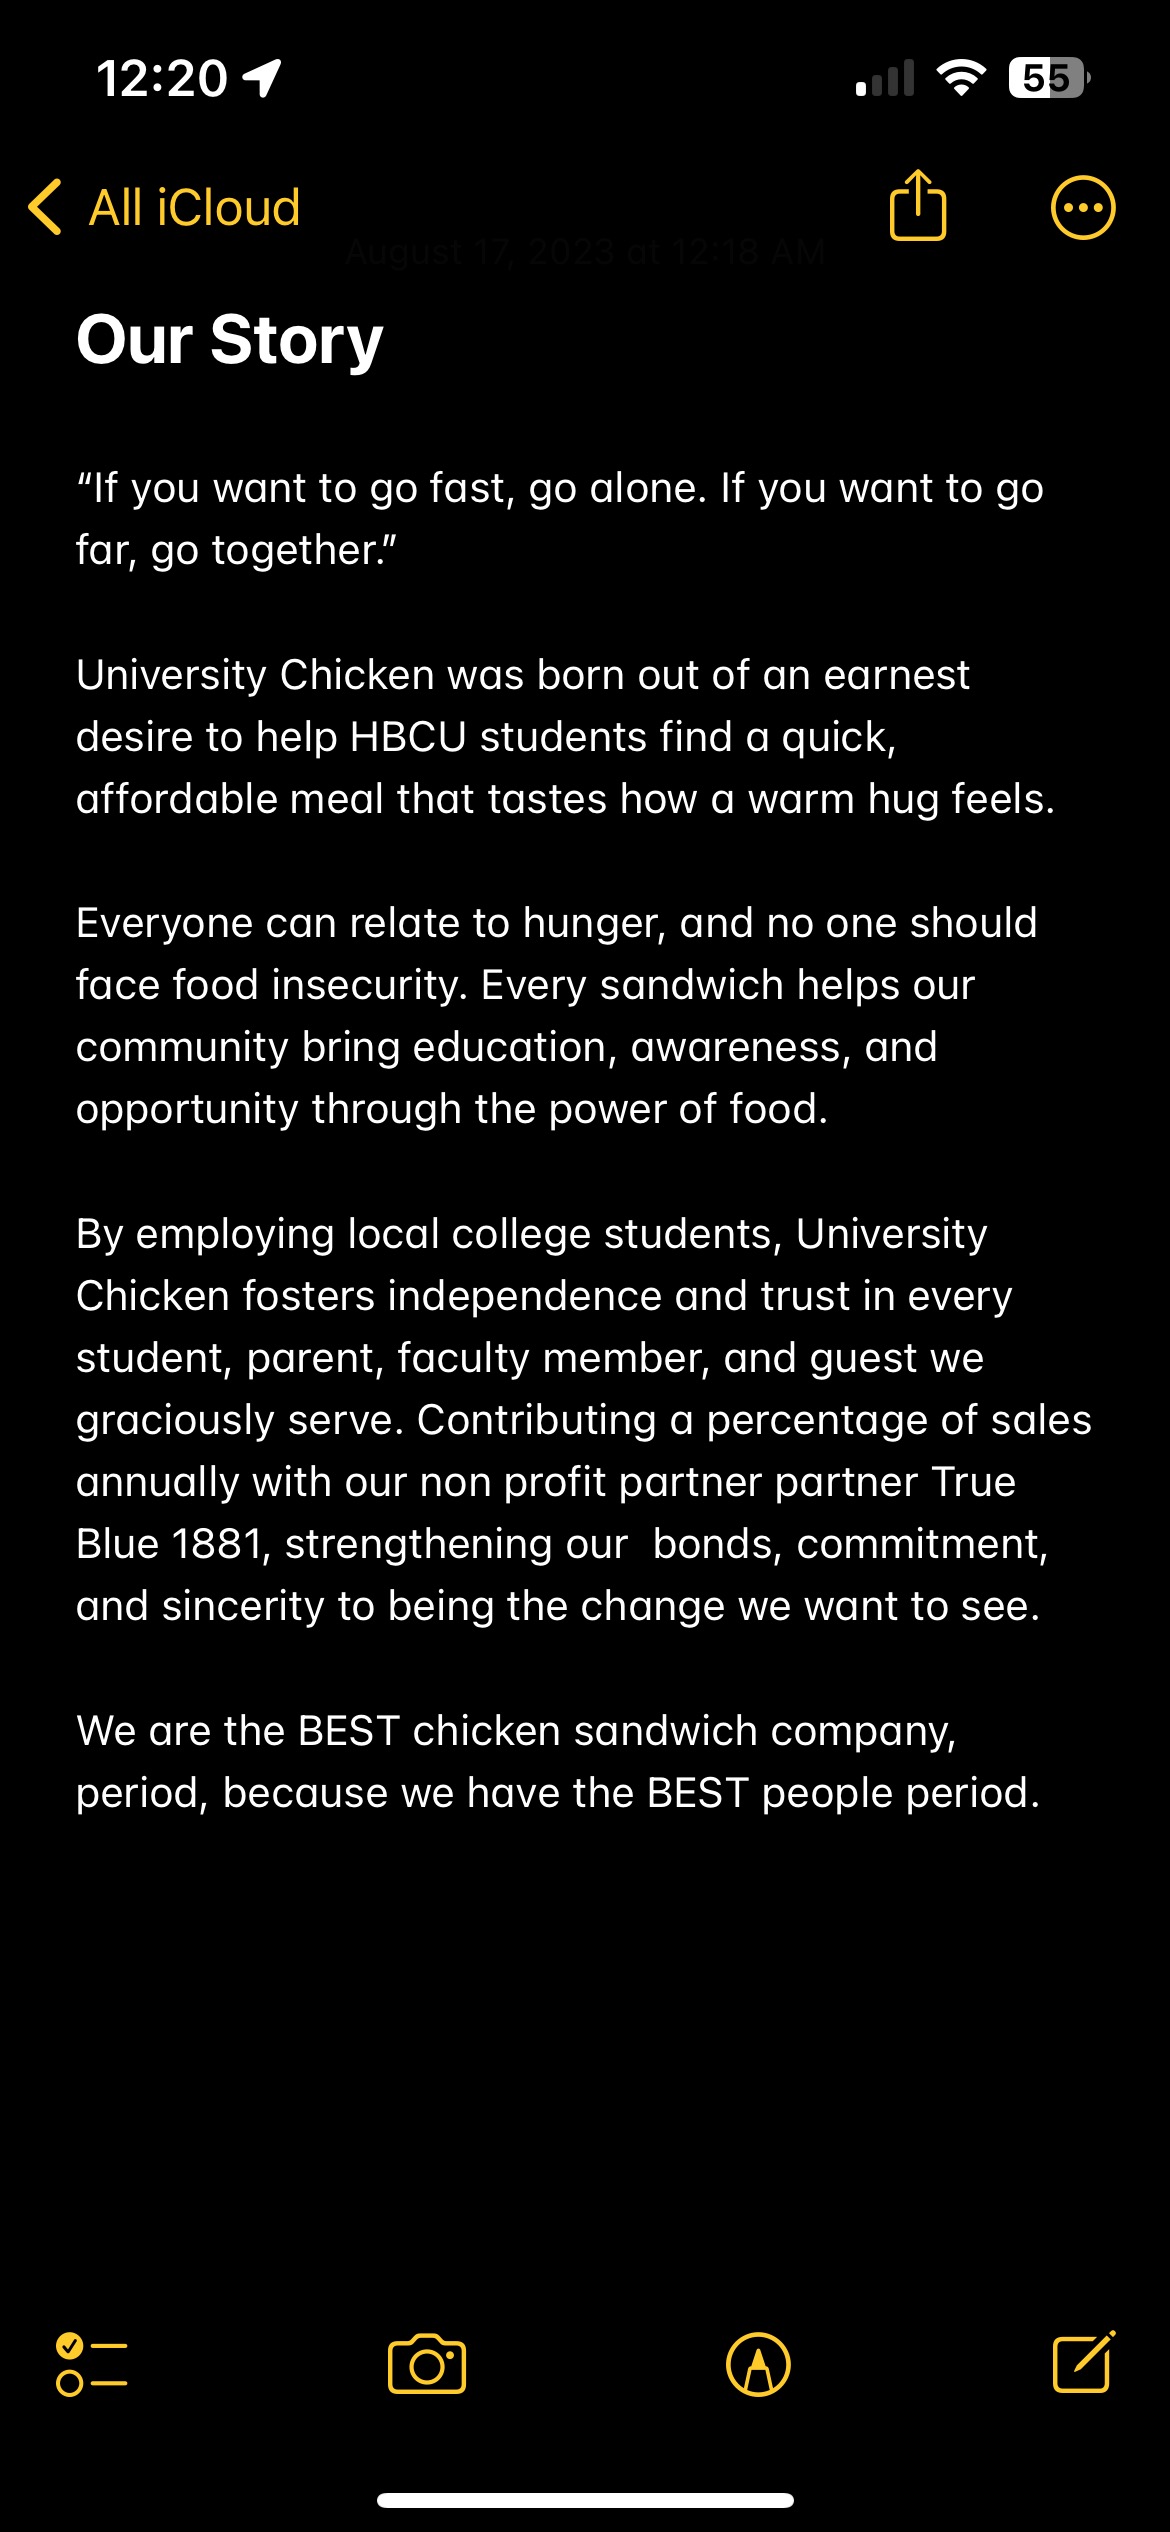 12:20
55
All iCloud
August 17, 2023 at 12:18 AM
Our Story
“If you want to go fast, go alone. If you want to go
far, go together.”
University Chicken was born out of an earnest
desire to help HBCU students find a quick,
affordable meal that tastes how a warm hug feels.
Everyone can relate to hunger, and no one should
face food insecurity. Every sandwich helps our
community bring education, awareness, and
opportunity through the power of food.
By employing local college students, University
Chicken fosters independence and trust in every
student, parent, faculty member, and guest we
graciously serve. Contributing a percentage of sales
annually with our non profit partner partner True
Blue 1881, strengthening our  bonds, commitment,
and sincerity to being the change we want to see.
We are the BEST chicken sandwich company,
period, because we have the BEST people period.